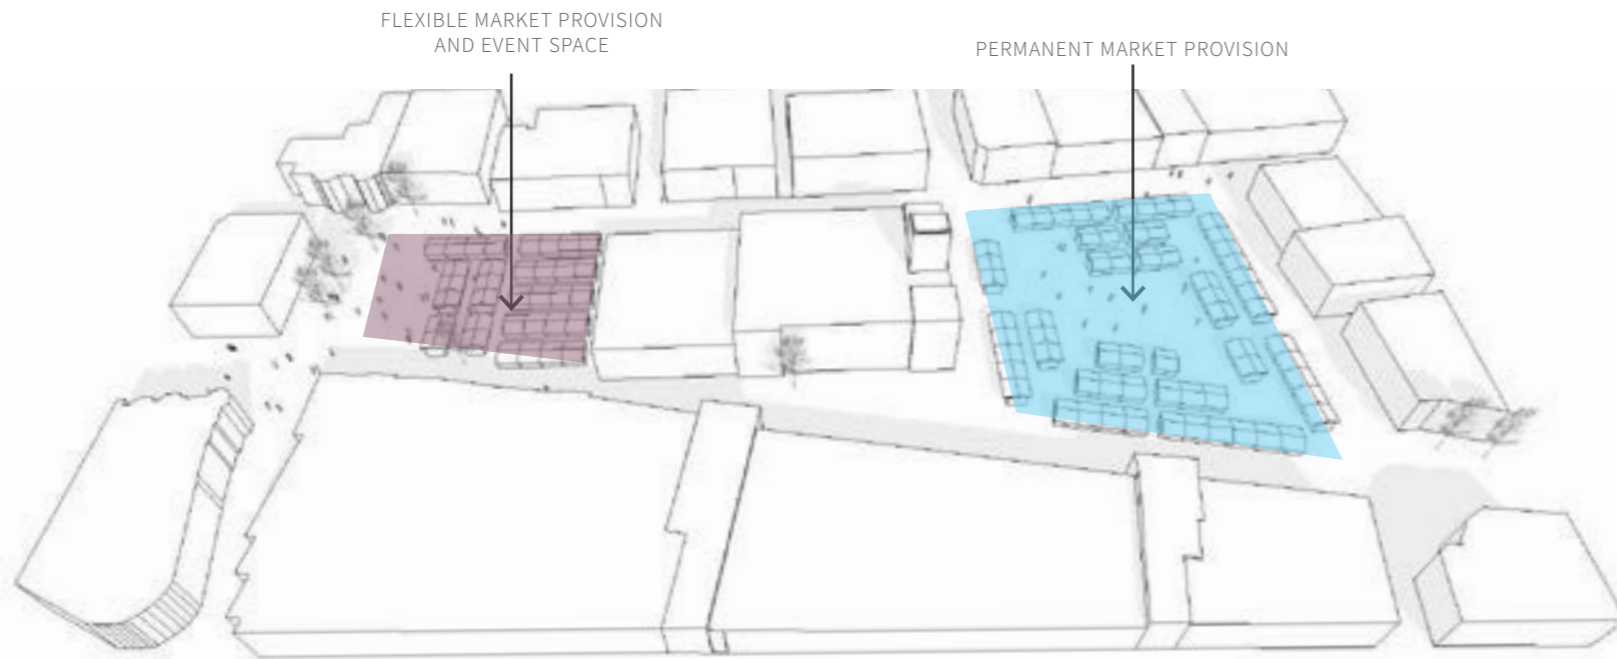 FLEXIBLE MARKET PROVISION
AND EVENT SPACE
PERMANENT MARKET PROVISION